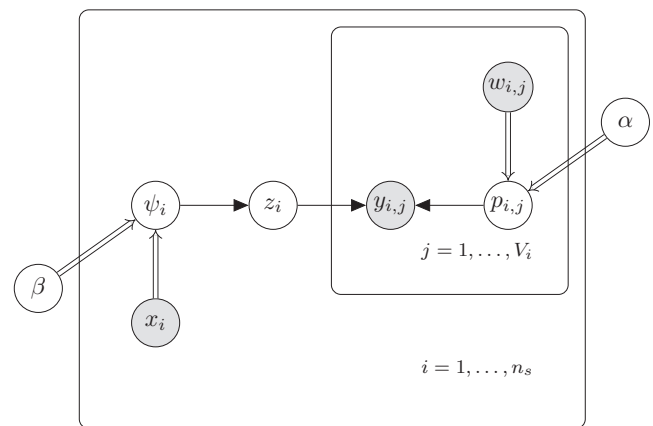 w_{i,j}
α
ψ_i
z_i
y_{i,j}
p_{i,j}
j = 1, . . . , V_i
β
x_i
i = 1, . . . , n_s